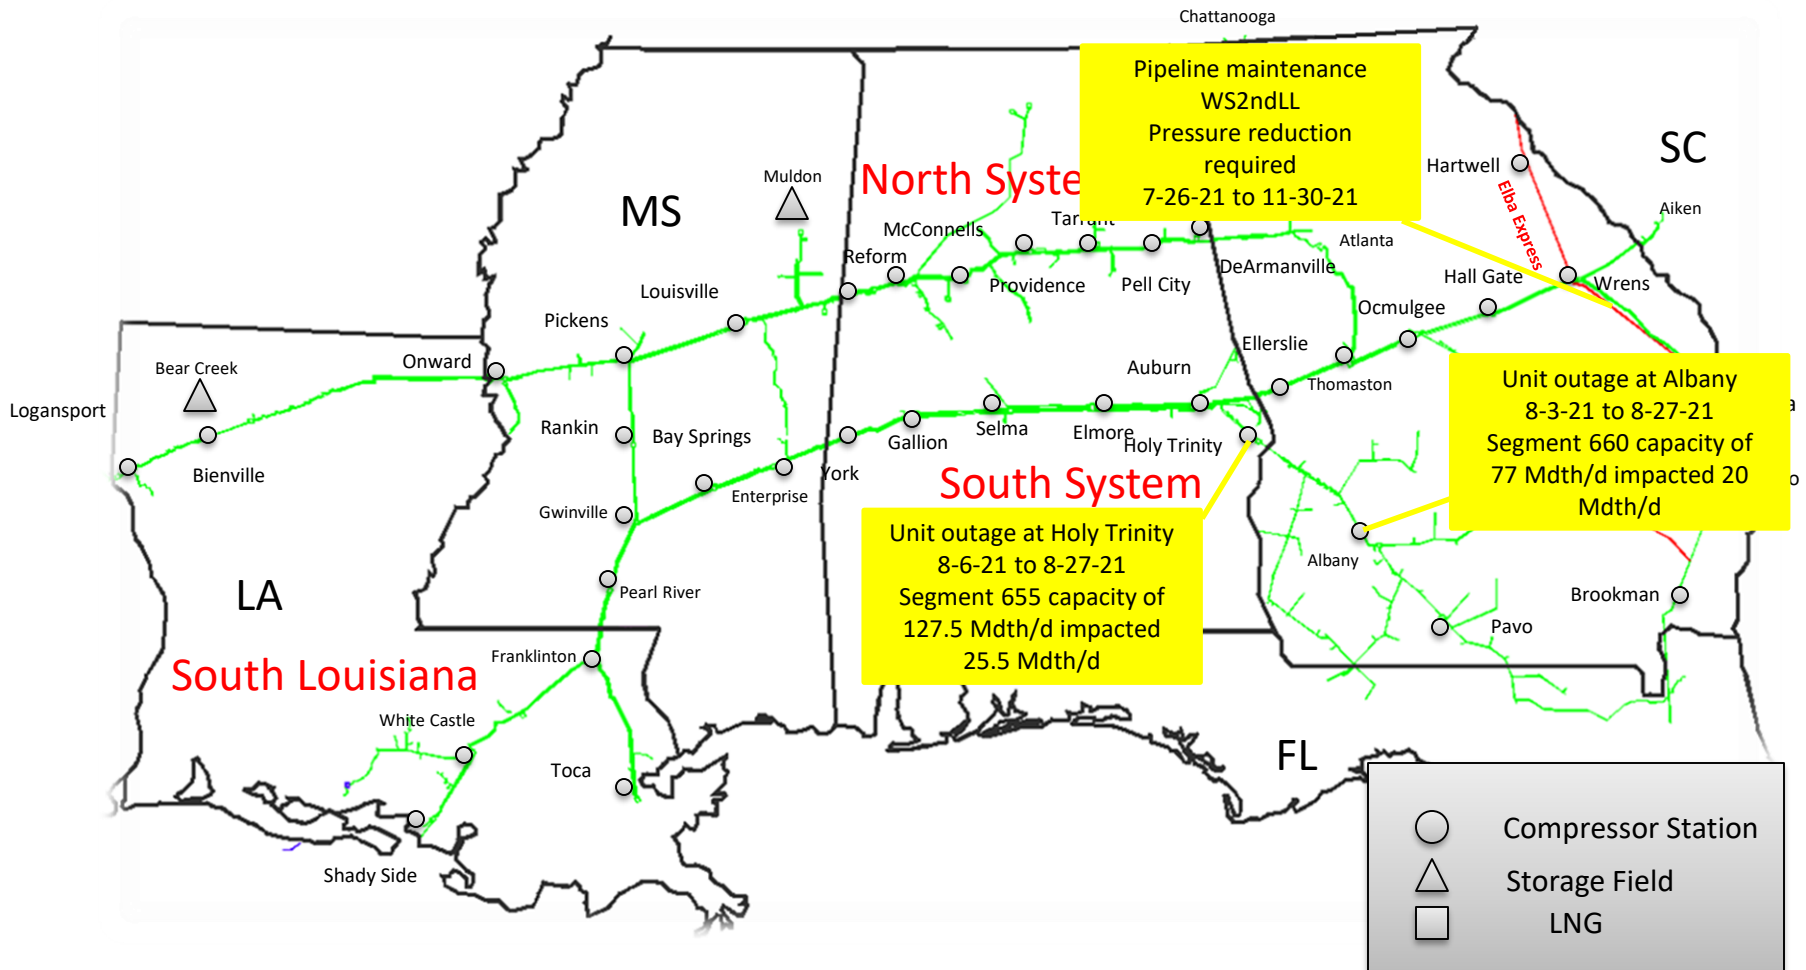 Chattanooga
Pipeline maintenance
WS2ndLL
Pressure reduction
required
7-26-21 to 11-30-21
SC
Hartwell
Elba Express
Aiken
Muldon
MS
North Syste
McConnells
Tarrant
Atlanta
Reform
DeArmanville
Hall Gate
Wrens
Louisville
Providence
Pell City
Ocmulgee
Pickens
Ellerslie
Onward
Bear Creek
Auburn
Thomaston
Logansport
Unit outage at Albany
8-3-21 to 8-27-21
Segment 660 capacity of
77 Mdth/d impacted 20
Mdth/d
a
o
Rankin
Bay Springs
Gallion
Selma
Elmore
Holy Trinity
Bienville
York
Enterprise
South System
Gwinville
Unit outage at Holy Trinity
8-6-21 to 8-27-21
Segment 655 capacity of
127.5 Mdth/d impacted
25.5 Mdth/d
Albany
LA
Pearl River
Brookman
Pavo
Franklinton
South Louisiana
White Castle
Toca
FL
Shady Side
Compressor Station
Storage Field
LNG